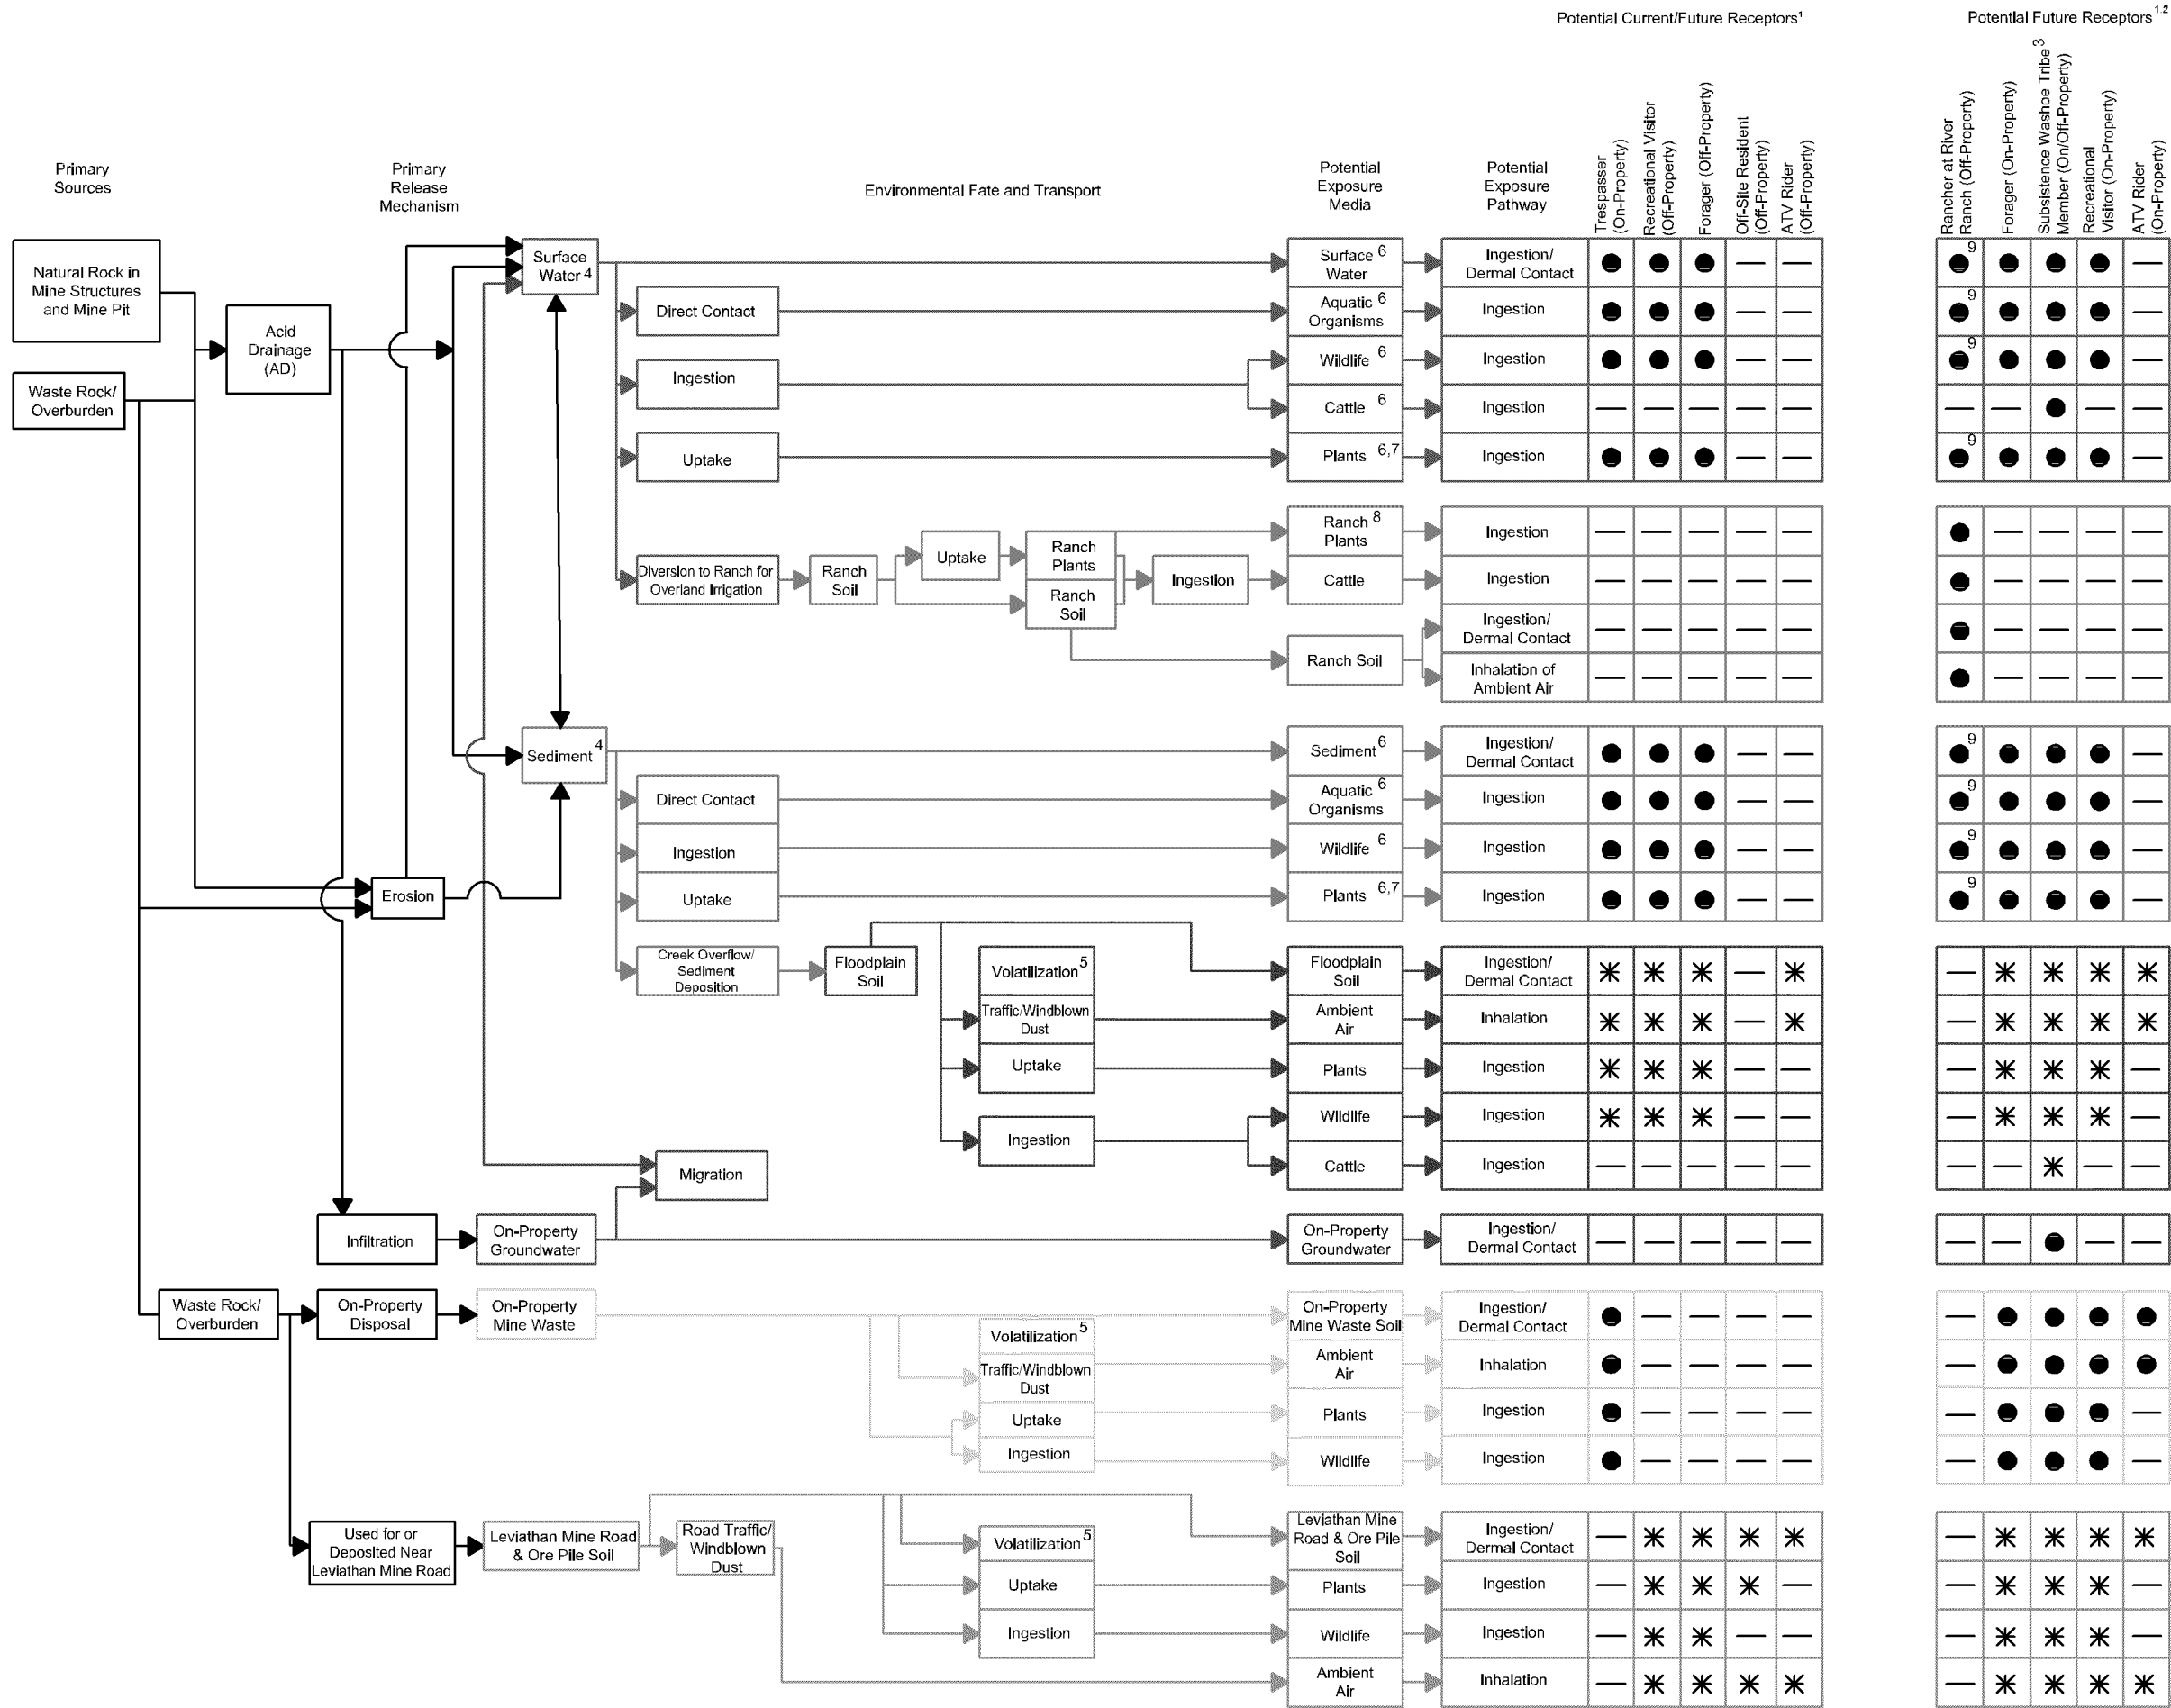 Potential Current/Future Receptors1
Potential Future Receptors1,2
Primary
Sources
Primary
Release
Mechanism
Environmental Fate and Transport
Potential
Exposure
Media
Potential
Exposure
Pathway
Trespasser
(On-Property)
Recreational Visitor
(Off-Property)
Forager (Off-Property)
Off-Site Resident
(Off-Property)
ATV Rider
(Off-Property)
Rancher at River
Ranch (Off-Property)
Forager (On-Property)
Subsistence Washoe Tribe3
Member (On/Off-Property)
Recreational
Visitor (On-Property)
ATV Rider
(On-Property)
Natural Rock in
Mine Structures
and Mine Pit
Waste Rock/
Overburden
Acid
Drainage
(AD)
Surface
Water 4
Surface 6
Water
Ingestion/
Dermal Contact
● ● ● — —
●9 ● ● ● —
Direct Contact
Aquatic 6
Organisms
Ingestion
● ● ● — —
●9 ● ● ● —
Ingestion
Wildlife 6
Ingestion
● ● ● — —
●9 ● ● ● —
Cattle 6
Ingestion
— — — — —
— — ● — —
Uptake
Plants 6,7
Ingestion
● ● ● — —
●9 ● ● ● —
Diversion to Ranch for
Overland Irrigation
Ranch
Soil
Uptake
Ranch
Plants
Ranch
Soil
Ingestion
Ranch 8
Plants
Ingestion
— — — — —
● — — — —
Cattle
Ingestion
— — — — —
● — — — —
Ranch Soil
Ingestion/
Dermal Contact
— — — — —
● — — — —
Inhalation of
Ambient Air
— — — — —
● — — — —
Sediment4
Sediment6
Ingestion/
Dermal Contact
● ● ● — —
●9 ● ● ● —
Direct Contact
Aquatic 6
Organisms
Ingestion
● ● ● — —
●9 ● ● ● —
Ingestion
Wildlife 6
Ingestion
● ● ● — —
●9 ● ● ● —
Erosion
Uptake
Plants 6,7
Ingestion
● ● ● — —
●9 ● ● ● —
Creek Overflow/
Sediment
Deposition
Floodplain
Soil
Volatilization5
Floodplain
Soil
Ingestion/
Dermal Contact
* * * — *
— * * * *
Traffic/Windblown
Dust
Ambient
Air
Inhalation
* * * — *
— * * * *
Uptake
Plants
Ingestion
* * * — —
— * * * —
Ingestion
Wildlife
Ingestion
* * * — —
— * * * —
Cattle
Ingestion
— — — — —
— — * — —
Migration
Infiltration
On-Property
Groundwater
On-Property
Groundwater
Ingestion/
Dermal Contact
— — — — —
— — ● — —
Waste Rock/
Overburden
On-Property
Disposal
On-Property
Mine Waste
Volatilization5
On-Property
Mine Waste Soil
Ingestion/
Dermal Contact
● — — — —
— ● ● ● ●
Traffic/Windblown
Dust
Ambient
Air
Inhalation
● — — — —
— ● ● ● ●
Uptake
Plants
Ingestion
● — — — —
— ● ● ● —
Ingestion
Wildlife
Ingestion
● — — — —
— ● ● ● —
Used for or
Deposited Near
Leviathan Mine Road
Leviathan Mine Road
& Ore Pile Soil
Road Traffic/
Windblown
Dust
Volatilization5
Leviathan Mine
Road & Ore Pile
Soil
Ingestion/
Dermal Contact
— * * * *
— * * * *
Uptake
Plants
Ingestion
— * * * —
— * * * —
Ingestion
Wildlife
Ingestion
— * * — —
— * * * —
Ambient
Air
Inhalation
— * * * *
— * * * *